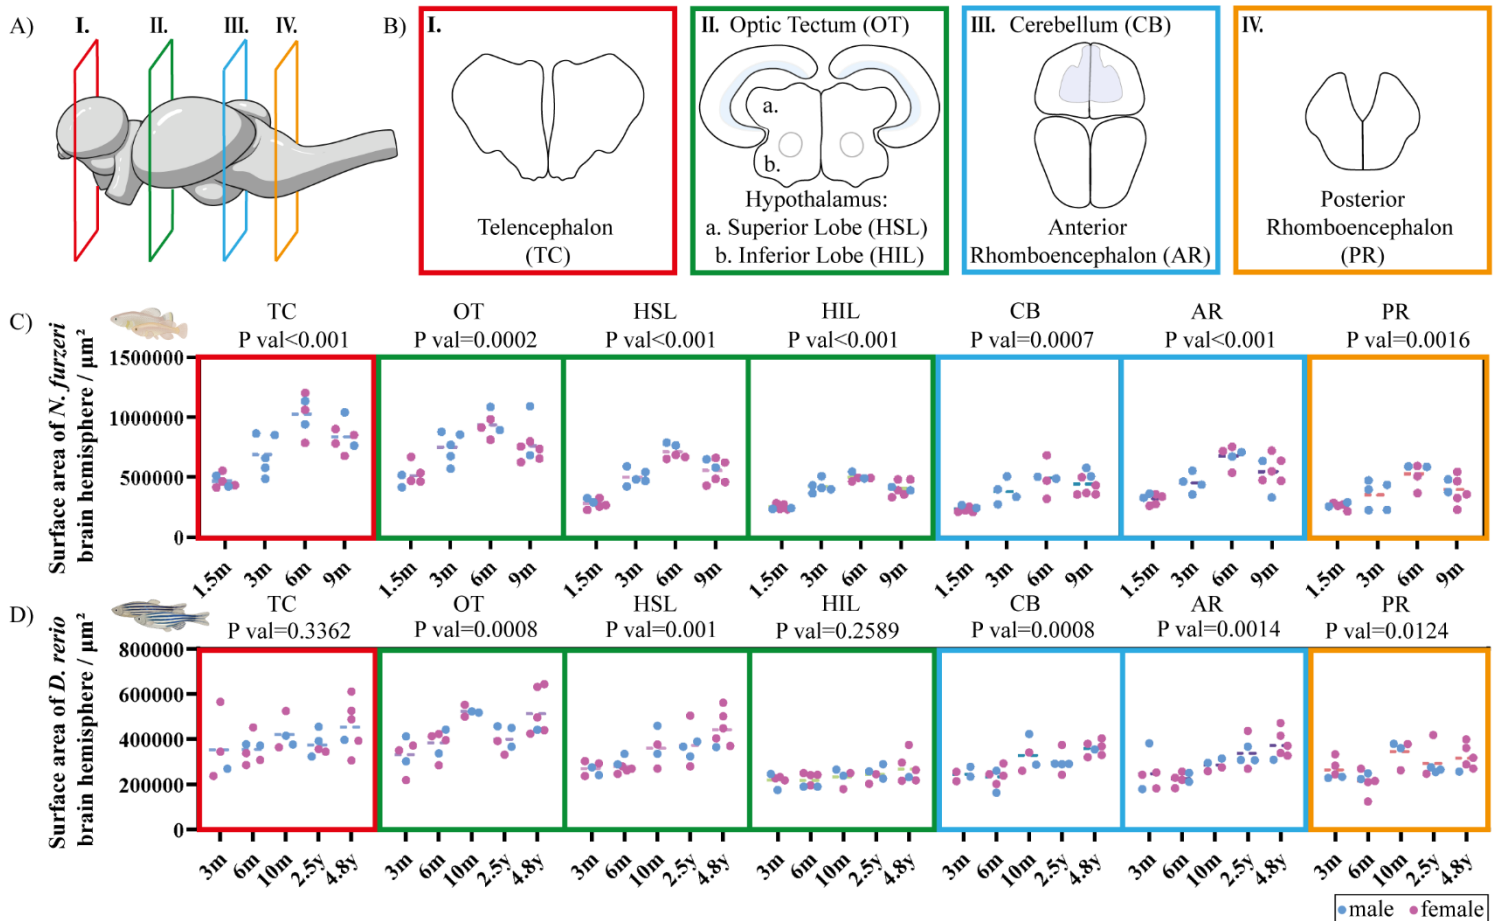 A)
I.
II.
III.
IV.
B)
I.
Telencephalon
(TC)
II. Optic Tectum (OT)
a.
b.
Hypothalamus:
a. Superior Lobe (HSL)
b. Inferior Lobe (HIL)
III. Cerebellum (CB)
Anterior
Rhomboencephalon (AR)
IV.
Posterior
Rhomboencephalon
(PR)
C)
Surface area of N. furzeri
brain hemisphere / µm²
TC
P val<0.001
OT
P val=0.0002
HSL
P val<0.001
HIL
P val<0.001
CB
P val=0.0007
AR
P val<0.001
PR
P val=0.0016
1500000
1000000
500000
0
1.5m 3m 6m 9m
1.5m 3m 6m 9m
1.5m 3m 6m 9m
1.5m 3m 6m 9m
1.5m 3m 6m 9m
1.5m 3m 6m 9m
1.5m 3m 6m 9m
D)
Surface area of D. rerio
brain hemisphere / µm²
TC
P val=0.3362
OT
P val=0.0008
HSL
P val=0.001
HIL
P val=0.2589
CB
P val=0.0008
AR
P val=0.0014
PR
P val=0.0124
800000
600000
400000
200000
0
3m 6m 10m 2.5y 4.8y
3m 6m 10m 2.5y 4.8y
3m 6m 10m 2.5y 4.8y
3m 6m 10m 2.5y 4.8y
3m 6m 10m 2.5y 4.8y
3m 6m 10m 2.5y 4.8y
3m 6m 10m 2.5y 4.8y
male female